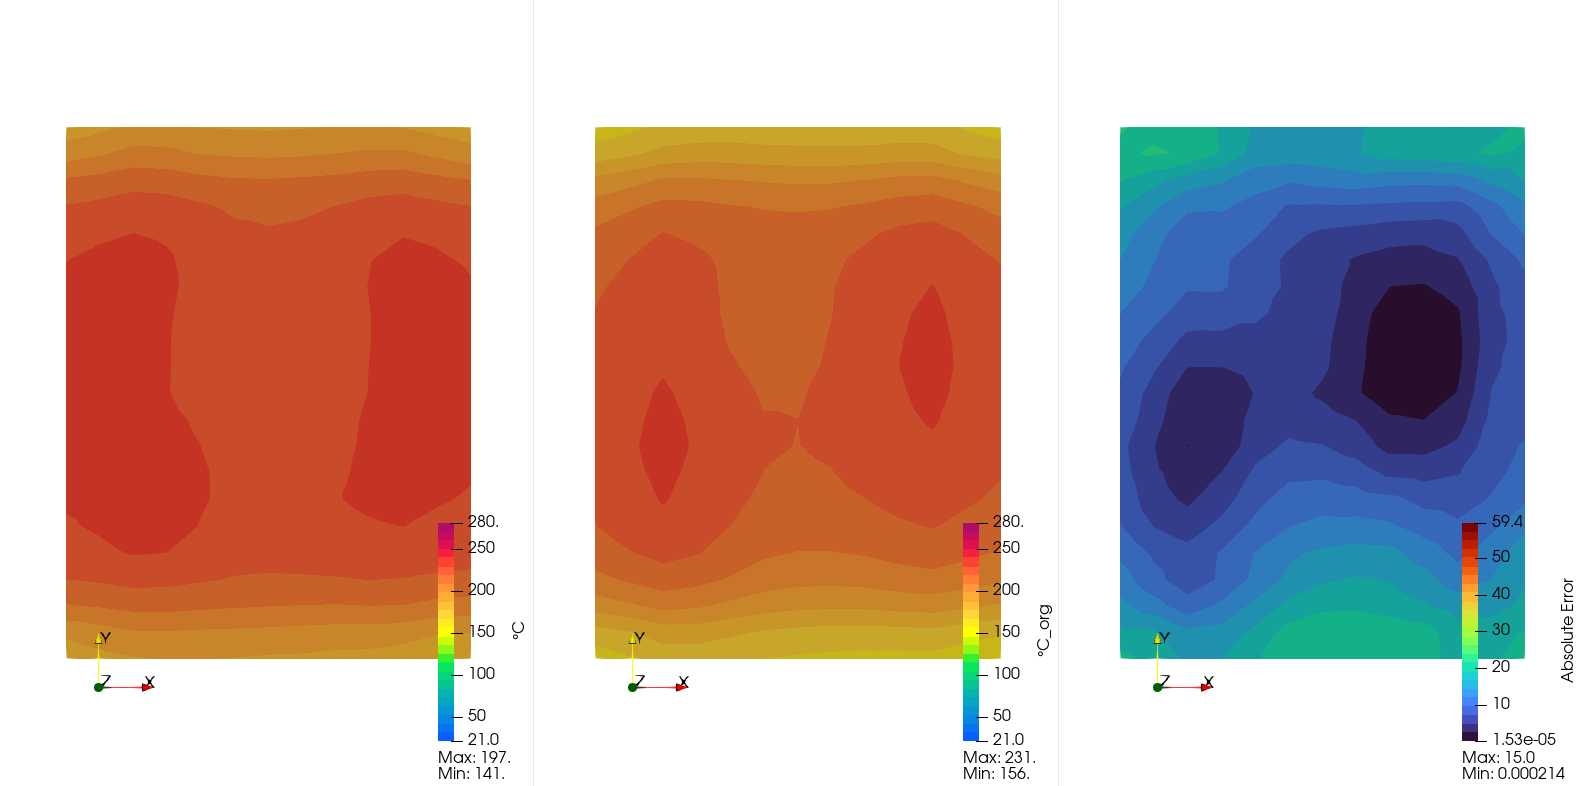 280.
250
200
150
100
50
21.0
°C
Max: 197.
Min: 141.
Y
Z
X
280.
250
200
150
100
50
21.0
°C_org
Max: 231.
Min: 156.
Y
Z
X
59.4
50
40
30
20
10
1.53e-05
Absolute Error
Max: 15.0
Min: 0.000214
Y
Z
X